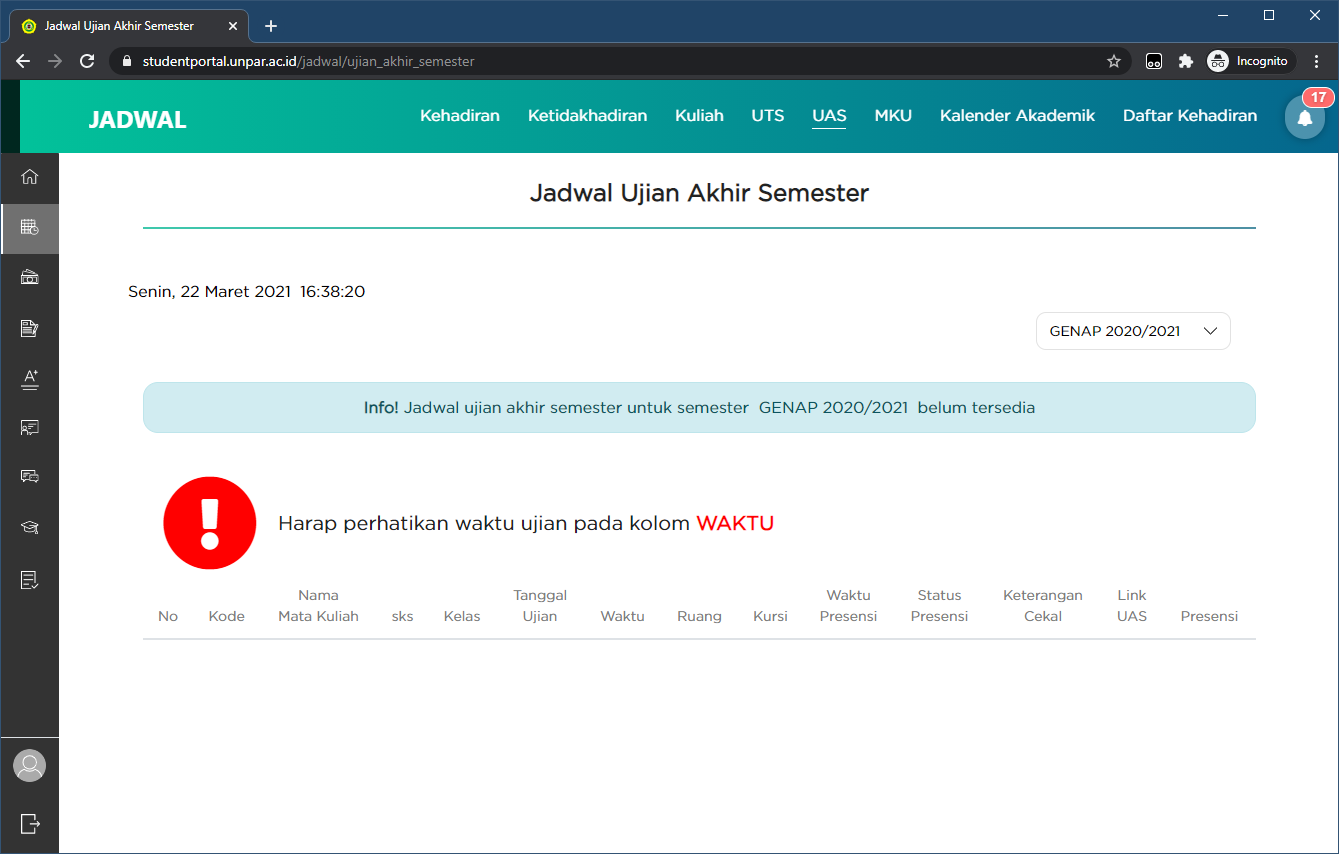 Jadwal Ujian Akhir Semester
studentportal.unpar.ac.id/jadwal/ujian_akhir_semester
Incognito
JADWAL
Kehadiran Ketidakhadiran Kuliah UTS UAS MKU Kalender Akademik Daftar Kehadiran
17
Jadwal Ujian Akhir Semester
Senin, 22 Maret 2021 16:38:20
GENAP 2020/2021
Info! Jadwal ujian akhir semester untuk semester GENAP 2020/2021 belum tersedia
Harap perhatikan waktu ujian pada kolom WAKTU
Nama Tanggal Waktu Status Keterangan Link
No Kode Mata Kuliah sks Kelas Ujian Waktu Ruang Kursi Presensi Presensi Cekal UAS Presensi